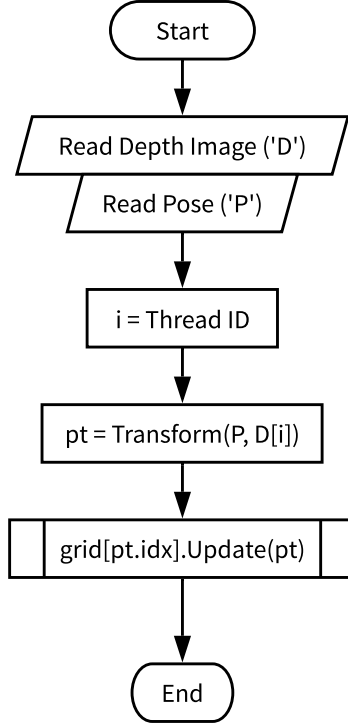 Start
Read Depth Image ('D')
Read Pose ('P')
i = Thread ID
pt = Transform(P, D[i])
grid[pt.idx].Update(pt)
End